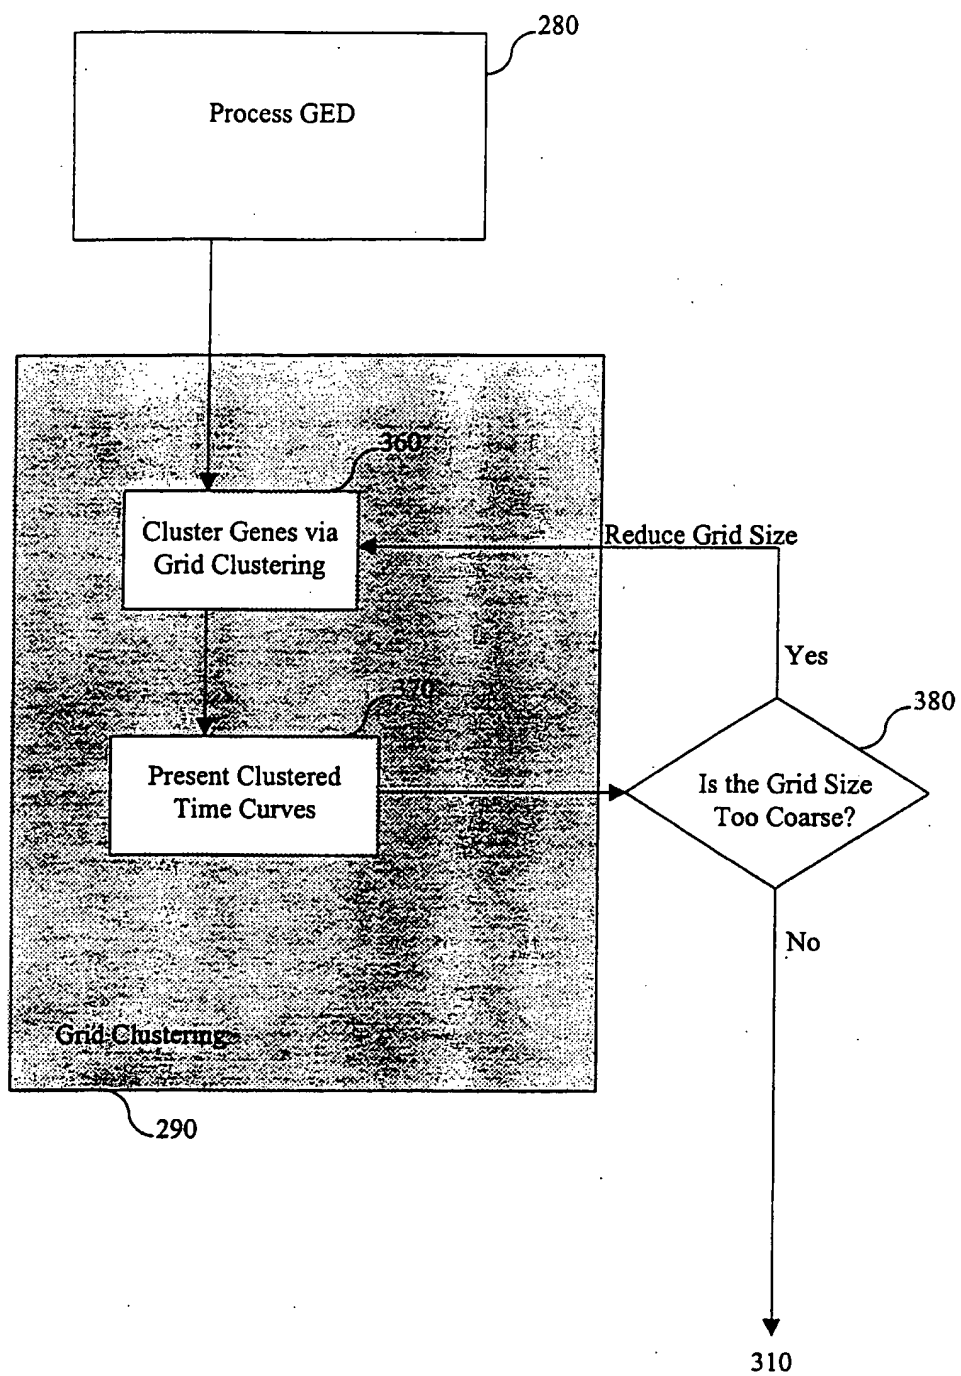 280
Process GED
360
Cluster Genes via
Grid Clustering
Reduce Grid Size
Yes
370
380
Present Clustered
Time Curves
Is the Grid Size
Too Coarse?
No
Grid Clustering
290
310